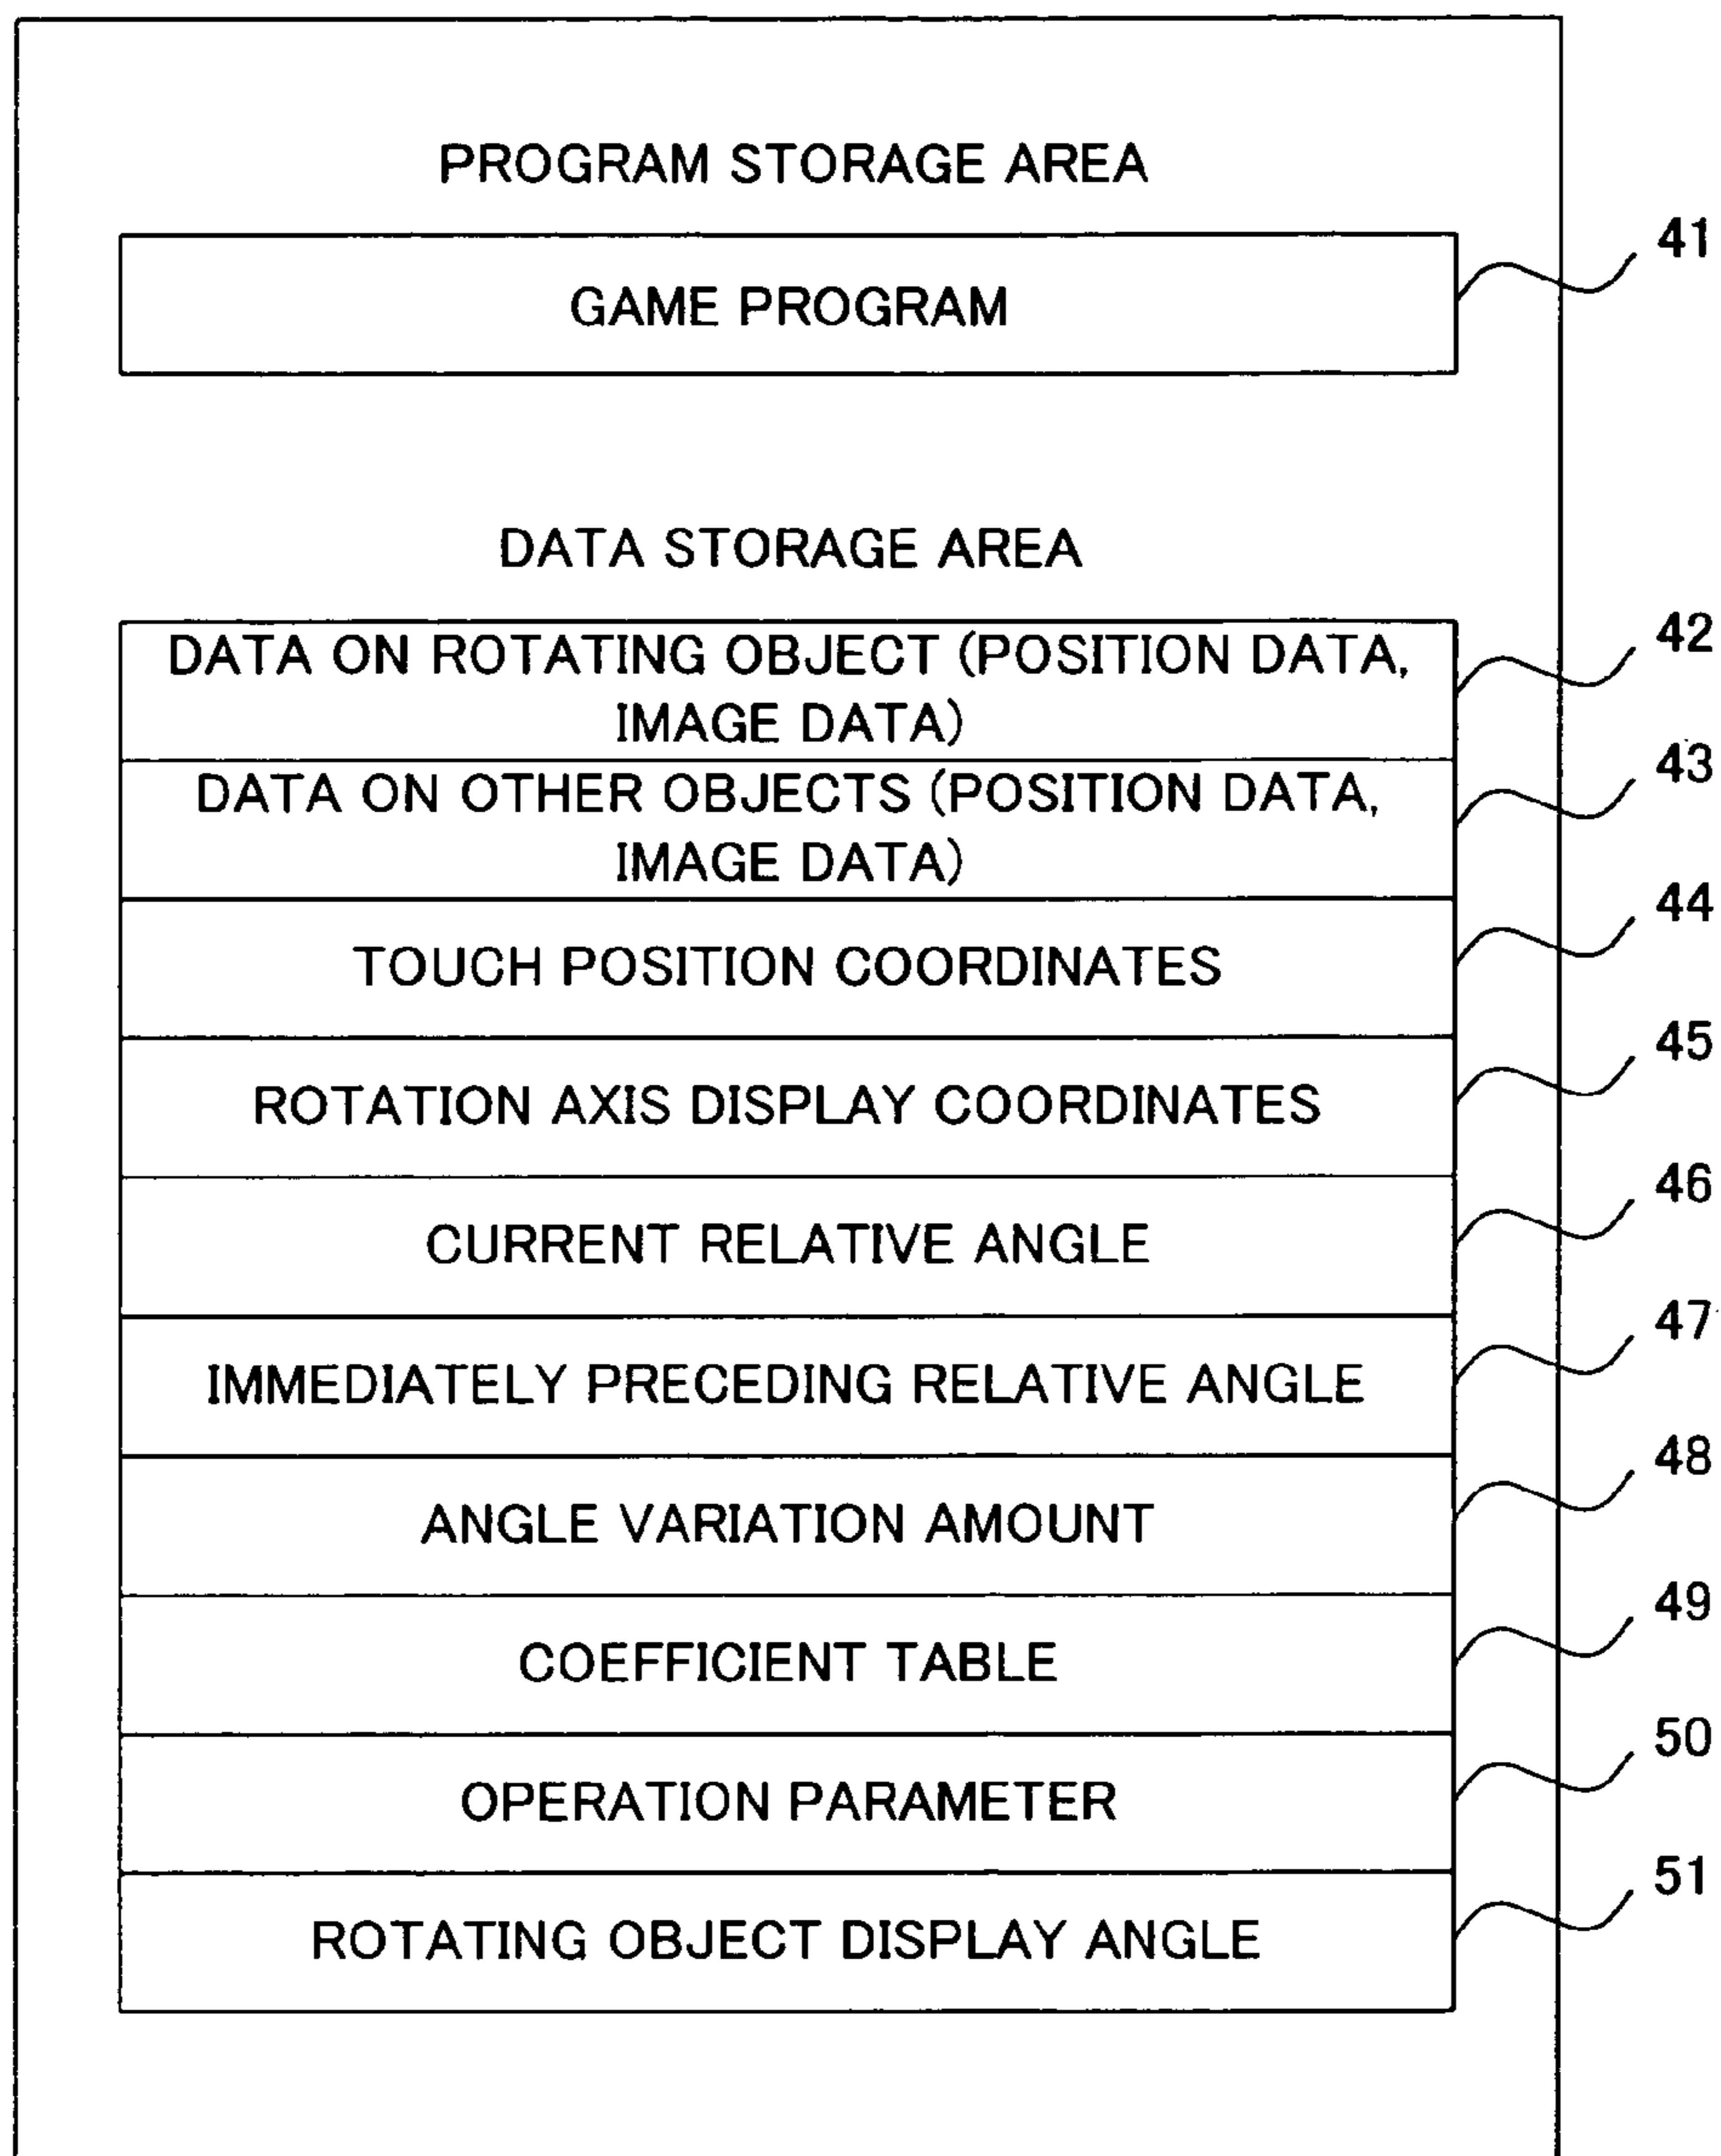 PROGRAM STORAGE AREA
GAME PROGRAM
41
DATA STORAGE AREA
DATA ON ROTATING OBJECT (POSITION DATA,
IMAGE DATA)
42
DATA ON OTHER OBJECTS (POSITION DATA,
IMAGE DATA)
43
TOUCH POSITION COORDINATES
44
ROTATION AXIS DISPLAY COORDINATES
45
CURRENT RELATIVE ANGLE
46
IMMEDIATELY PRECEDING RELATIVE ANGLE
47
ANGLE VARIATION AMOUNT
48
COEFFICIENT TABLE
49
OPERATION PARAMETER
50
ROTATING OBJECT DISPLAY ANGLE
51